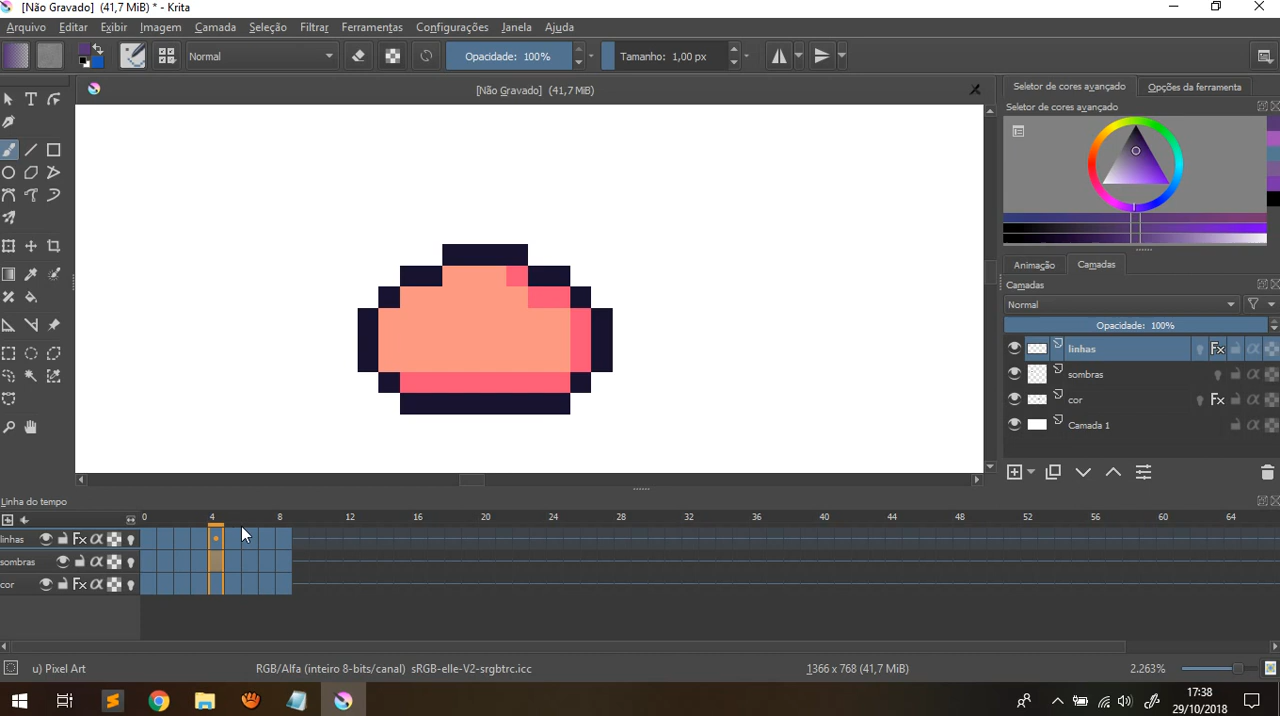 [Não Gravado] (41,7 MiB) * - Krita
Arquivo Editar Exibir Imagem Camada Seleção Filtrar Ferramentas Configurações Janela Ajuda
Normal Opacidade: 100% Tamanho: 1,00 px
[Não Gravado] (41,7 MiB)
Seletor de cores avançado Opções da ferramenta
Seletor de cores avançado
Animação Camadas
Camadas
Normal
Opacidade: 100%
linhas
sombras
cor
Camada 1
Linha do tempo
0 4 8 12 16 20 24 28 32 36 40 44 48 52 56 60 64
linhas
sombras
cor
u) Pixel Art RGB/Alfa (inteiro 8-bits/canal) sRGB-elle-V2-srgbtrc.icc 1366 x 768 (41,7 MiB) 2.263%
17:38
29/10/2018